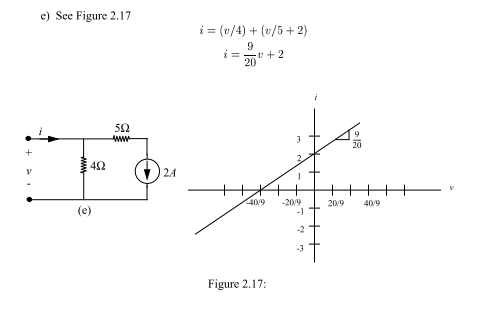 e) See Figure 2.17
i = (v/4) + (v/5 + 2)
i = 9/20 v + 2
i
5Ω
+
v
-
4Ω
2A
(e)
i
3
2
1
9/20
v
-40/9
-20/9
20/9
40/9
-1
-2
-3
Figure 2.17: